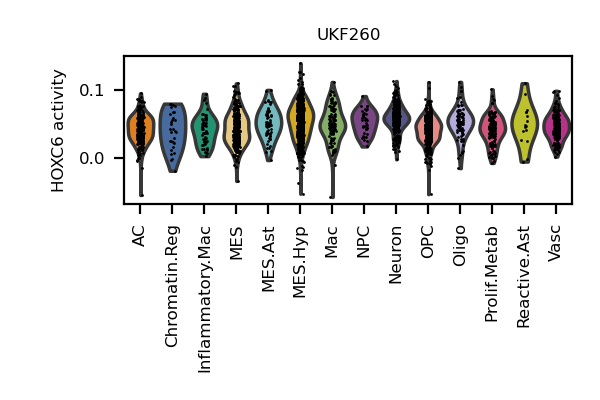 UKF260
HOXC6 activity
0.1
0.0
AC
Chromatin.Reg
Inflammatory.Mac
MES
MES.Ast
MES.Hyp
Mac
NPC
Neuron
OPC
Oligo
Prolif.Metab
Reactive.Ast
Vasc